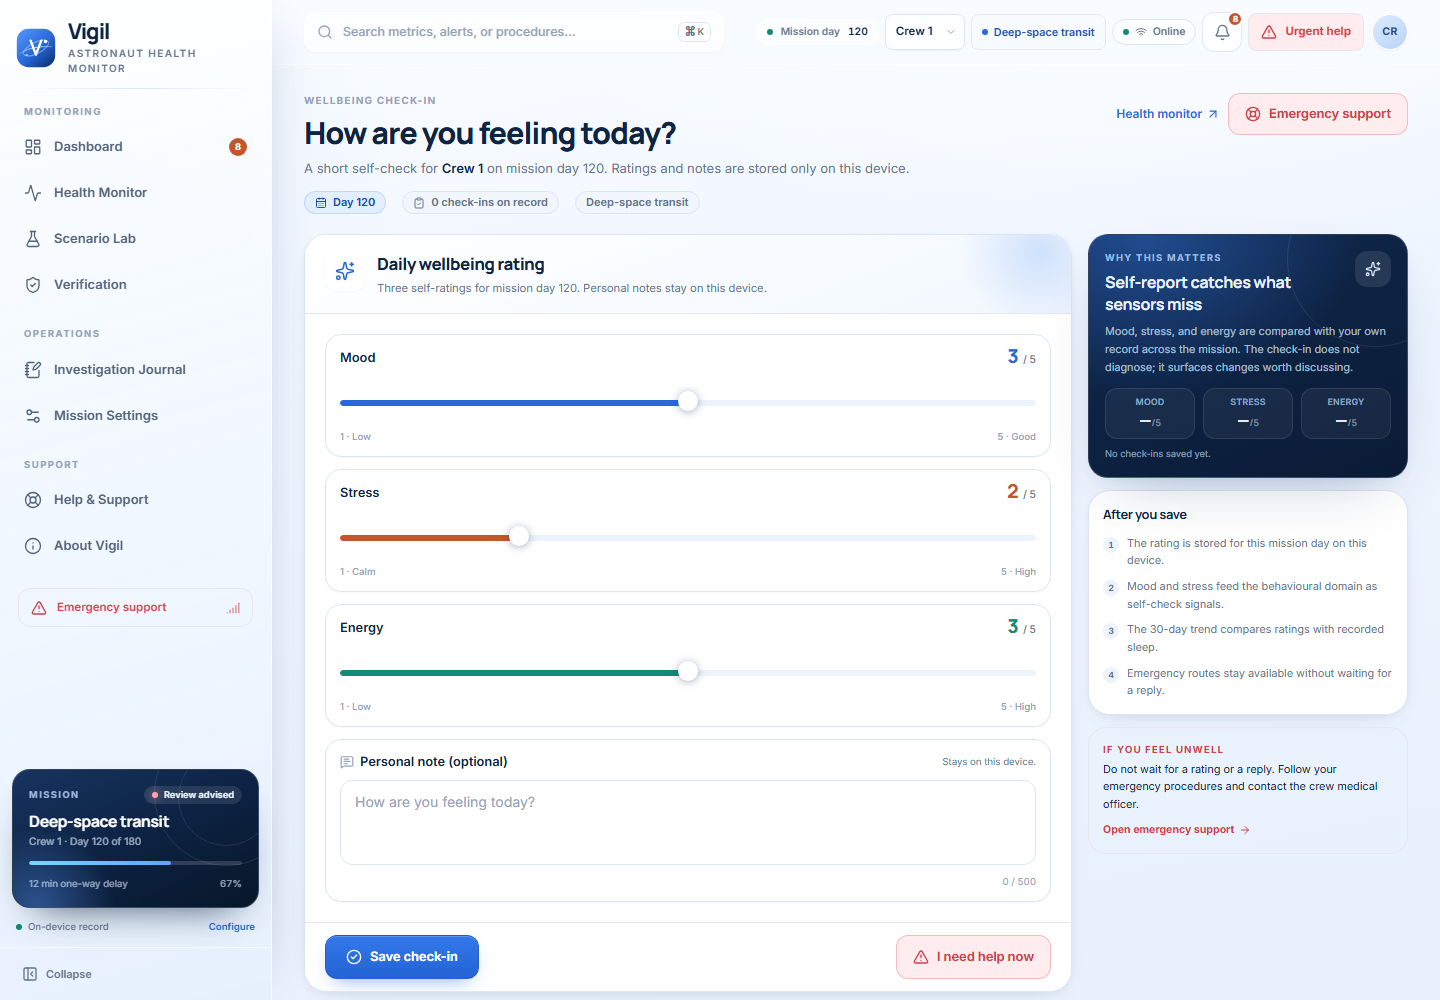 Vigil
ASTRONAUT HEALTH
MONITOR
MONITORING
Dashboard 8
Health Monitor
Scenario Lab
Verification
OPERATIONS
Investigation Journal
Mission Settings
SUPPORT
Help & Support
About Vigil
Emergency support
MISSION
Review advised
Deep-space transit
Crew 1 · Day 120 of 180
12 min one-way delay 67%
On-device record Configure
Collapse
Search metrics, alerts, or procedures... ⌘K
Mission day 120
Crew 1
Deep-space transit
Online
8
Urgent help
CR
WELLBEING CHECK-IN
How are you feeling today?
A short self-check for Crew 1 on mission day 120. Ratings and notes are stored only on this device.
Day 120
0 check-ins on record
Deep-space transit
Health monitor
Emergency support
Daily wellbeing rating
Three self-ratings for mission day 120. Personal notes stay on this device.
Mood 3 / 5
1 · Low 5 · Good
Stress 2 / 5
1 · Calm 5 · High
Energy 3 / 5
1 · Low 5 · High
Personal note (optional) Stays on this device.
How are you feeling today?
0 / 500
Save check-in
I need help now
WHY THIS MATTERS
Self-report catches what
sensors miss
Mood, stress, and energy are compared with your own
record across the mission. The check-in does not
diagnose; it surfaces changes worth discussing.
MOOD STRESS ENERGY
—/5 —/5 —/5
No check-ins saved yet.
After you save
1 The rating is stored for this mission day on this
device.
2 Mood and stress feed the behavioural domain as
self-check signals.
3 The 30-day trend compares ratings with recorded
sleep.
4 Emergency routes stay available without waiting for
a reply.
IF YOU FEEL UNWELL
Do not wait for a rating or a reply. Follow your
emergency procedures and contact the crew medical
officer.
Open emergency support →